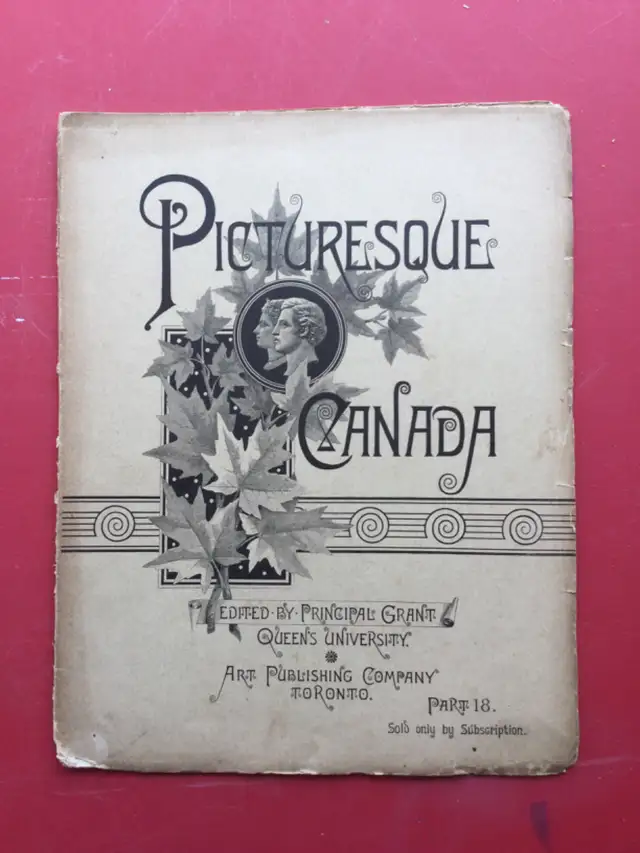 PICTURESQUE
CANADA
EDITED·BY·PRINCIPAL GRANT.
QUEEN'S UNIVERSITY.
ART PUBLISHING COMPANY
TORONTO.
PART 18.
Sold only by Subscription.